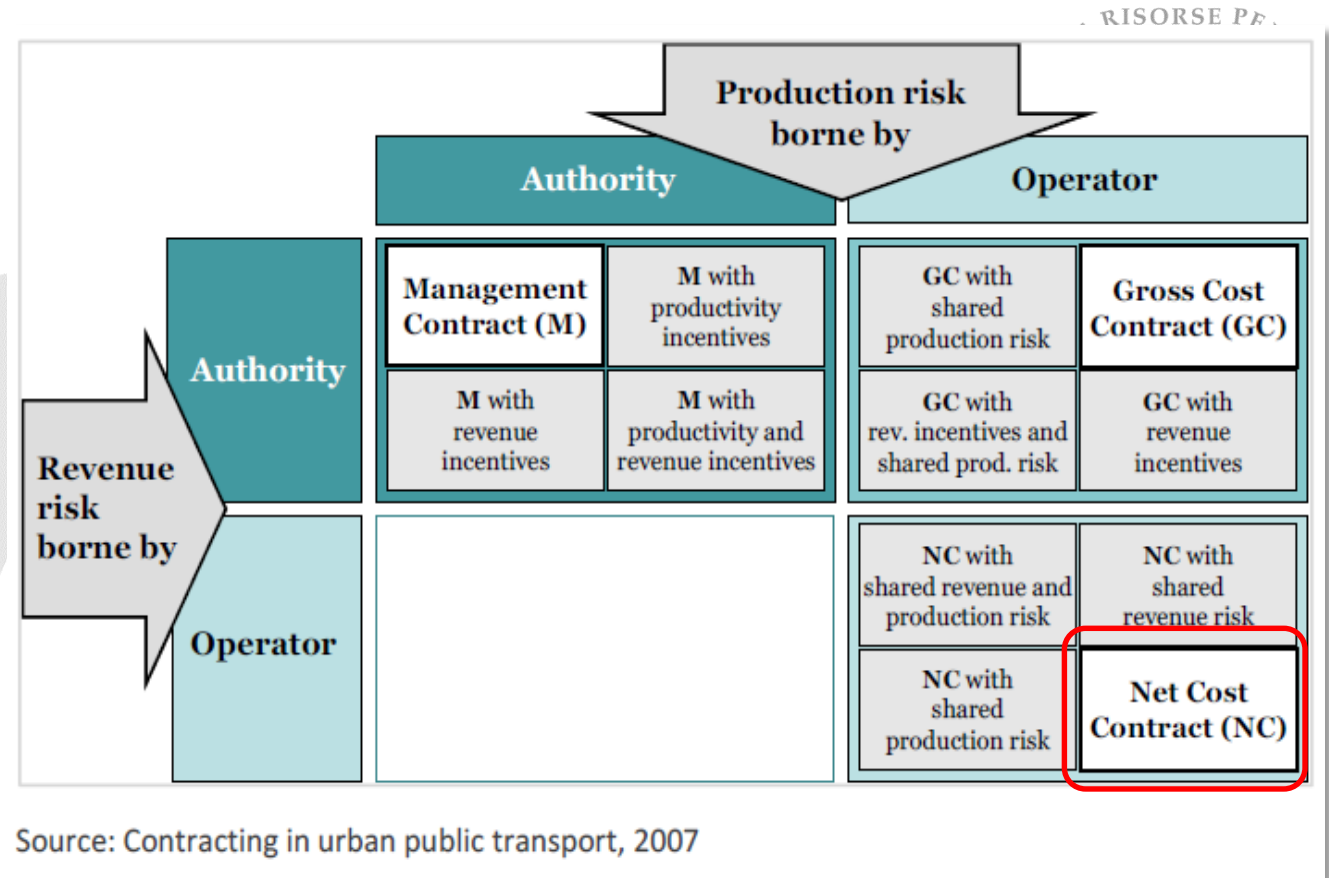 RISORSE
Production risk
borne by
Authority
Operator
Management
Contract (M)
M with
productivity
incentives
GC with
shared
production risk
Gross Cost
Contract (GC)
Authority
M with
revenue
incentives
M with
productivity and
revenue incentives
GC with
rev. incentives and
shared prod. risk
GC with
revenue
incentives
Revenue
risk
borne by
Operator
NC with
shared revenue and
production risk
NC with
shared
revenue risk
NC with
shared
production risk
Net Cost
Contract (NC)
Source: Contracting in urban public transport, 2007